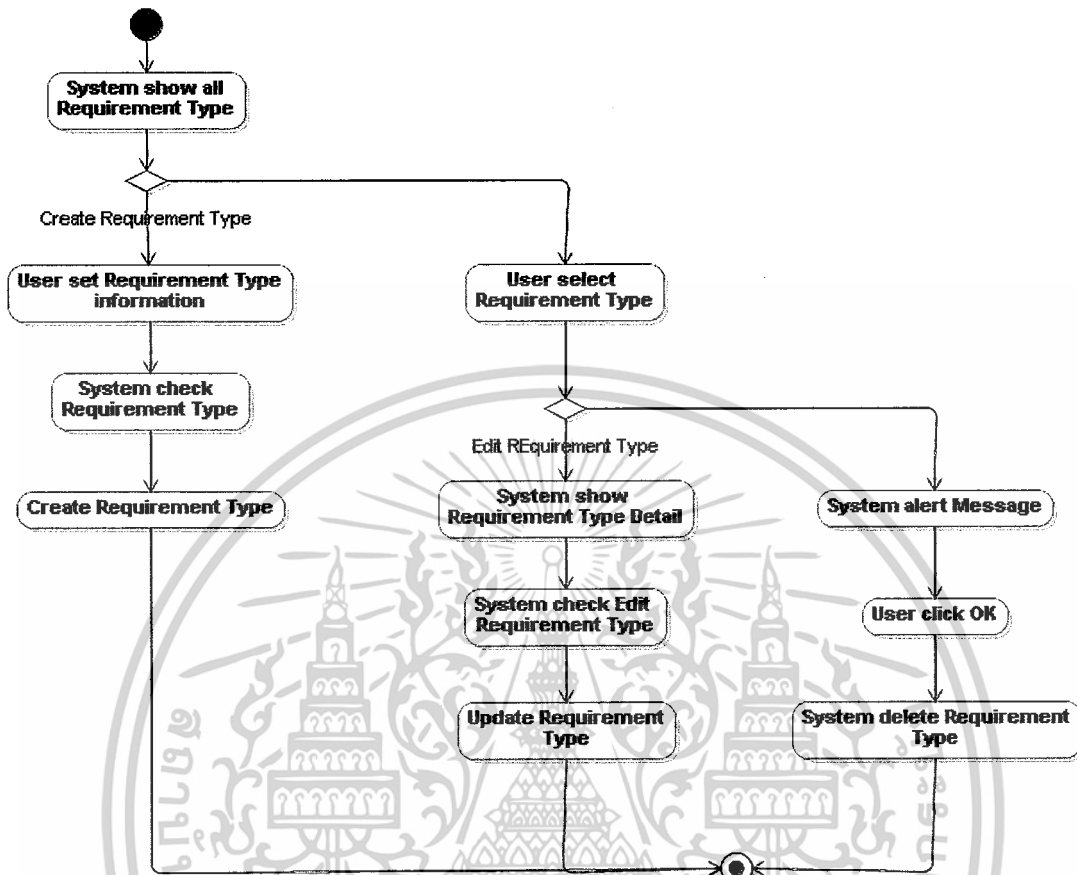 System show all
Requirement Type
Create Requirement Type
User set Requirement Type
information
User select
Requirement Type
System check
Requirement Type
Edit REquirement Type
Create Requirement Type
System show
Requirement Type Detail
System alert Message
System check Edit
Requirement Type
User click OK
Update Requirement
Type
System delete Requirement
Type